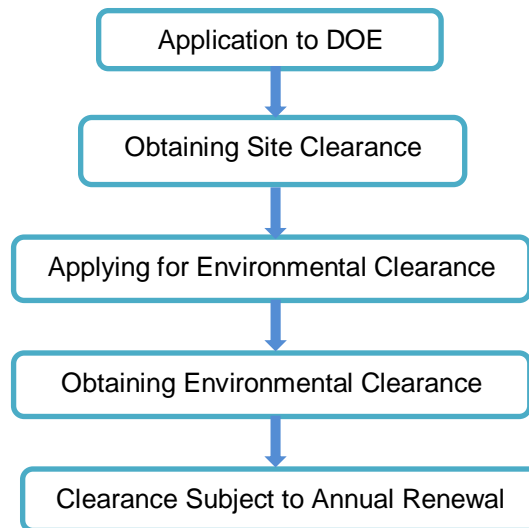 Application to DOE
Obtaining Site Clearance
Applying for Environmental Clearance
Obtaining Environmental Clearance
Clearance Subject to Annual Renewal